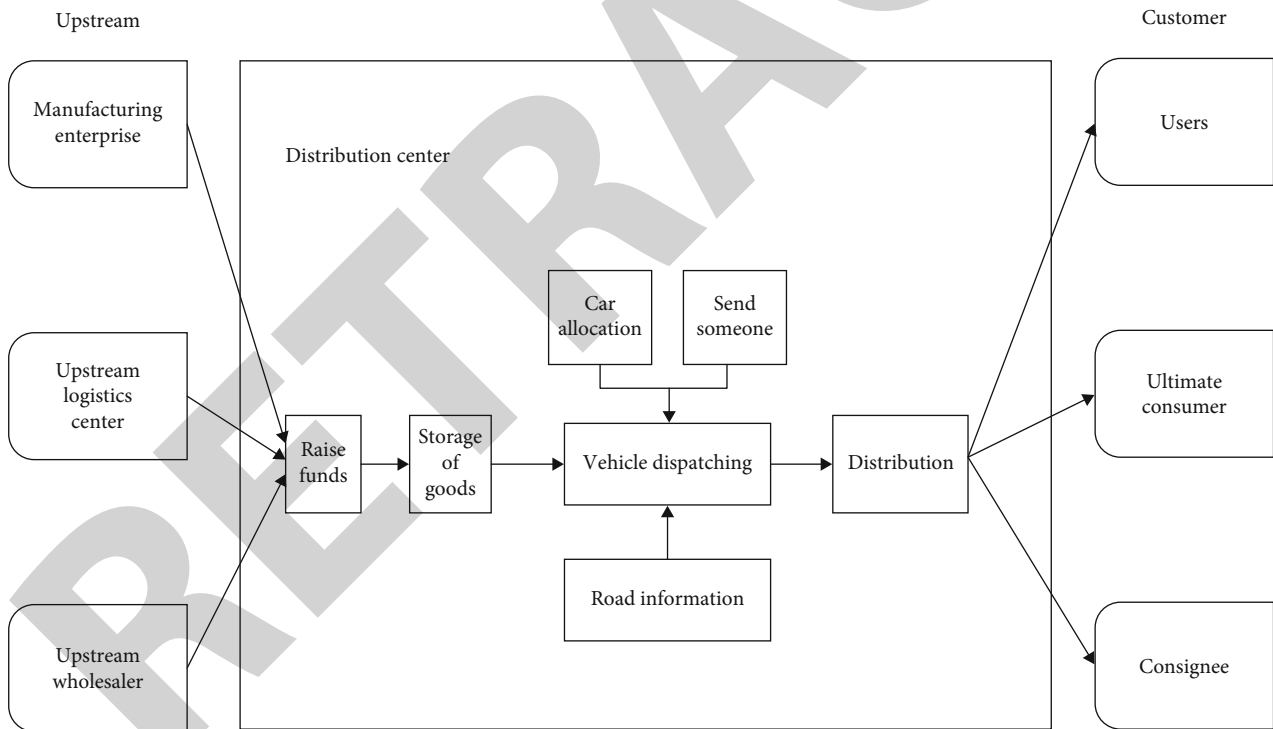 Upstream
Customer
Manufacturing
enterprise
Users
Distribution center
Car
allocation
Send
someone
Upstream
logistics
center
Ultimate
consumer
Raise
funds
Storage
of
goods
Vehicle dispatching
Distribution
Road information
Upstream
wholesaler
Consignee
RETRAC